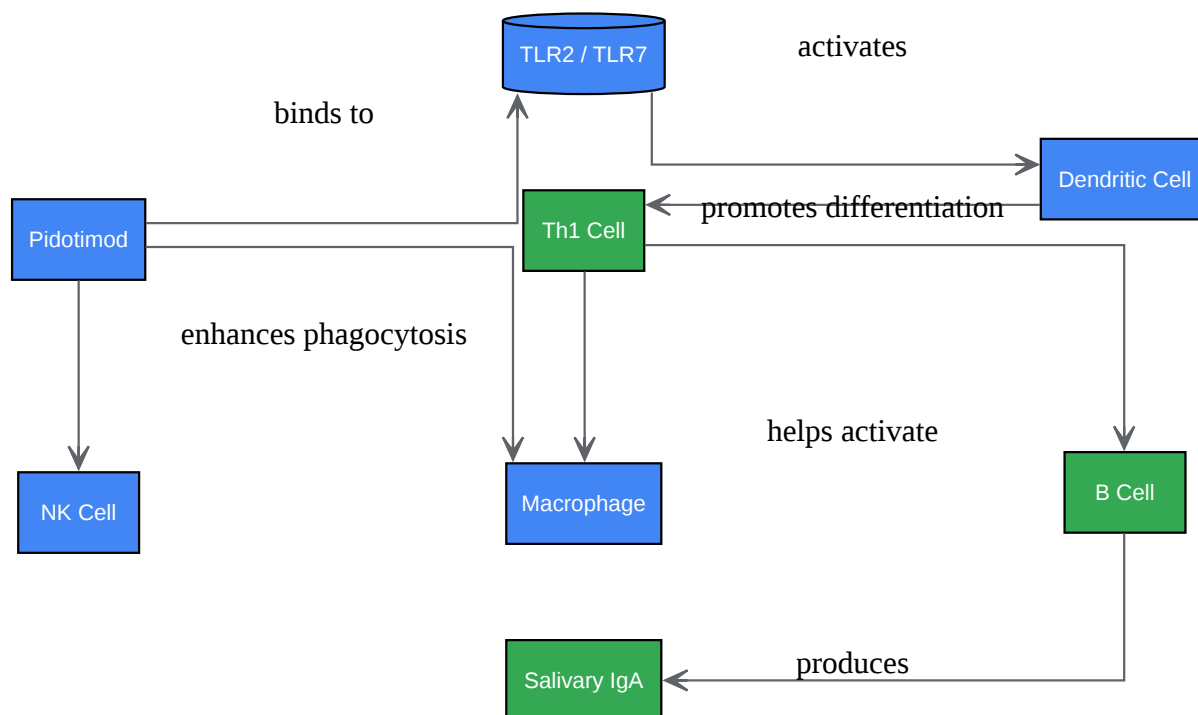 TLR2 / TLR7
activates
binds to
Dendritic Cell
promotes differentiation
Th1 Cell
Pidotimod
enhances phagocytosis
helps activate
B Cell
Macrophage
NK Cell
produces
Salivary IgA